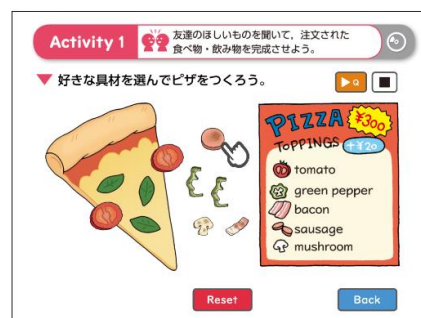 Activity 1
友達のほしいものを聞いて，注文された
食べ物・飲み物を完成させよう。
▼ 好きな具材を選んでピザをつくろう。
▶Q
PIZZA ¥300
TOPPINGS +¥20
tomato
green pepper
bacon
sausage
mushroom
Reset
Back